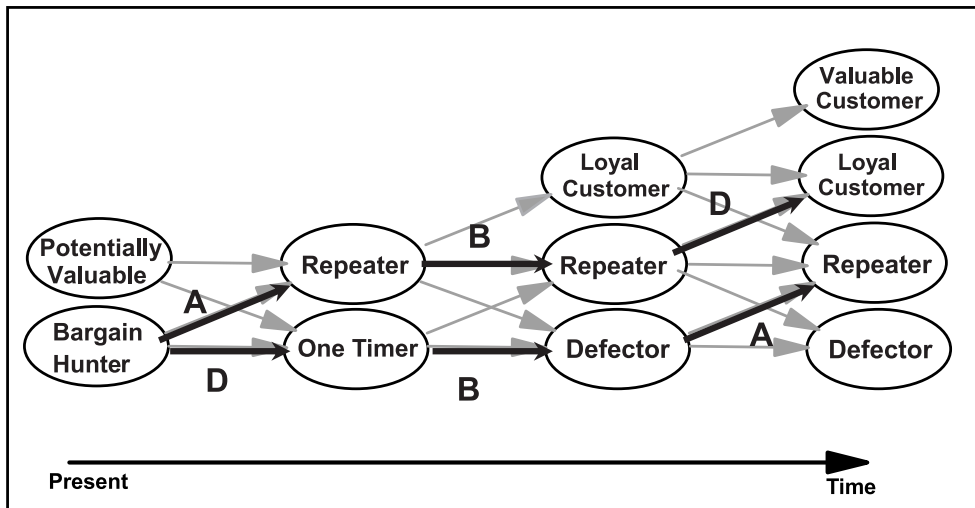 Valuable
Customer
Loyal
Customer
Loyal
Customer
D
B
Potentially
Valuable
Repeater
Repeater
Repeater
A
Bargain
Hunter
One Timer
Defector
A
Defector
D
B
Present
Time